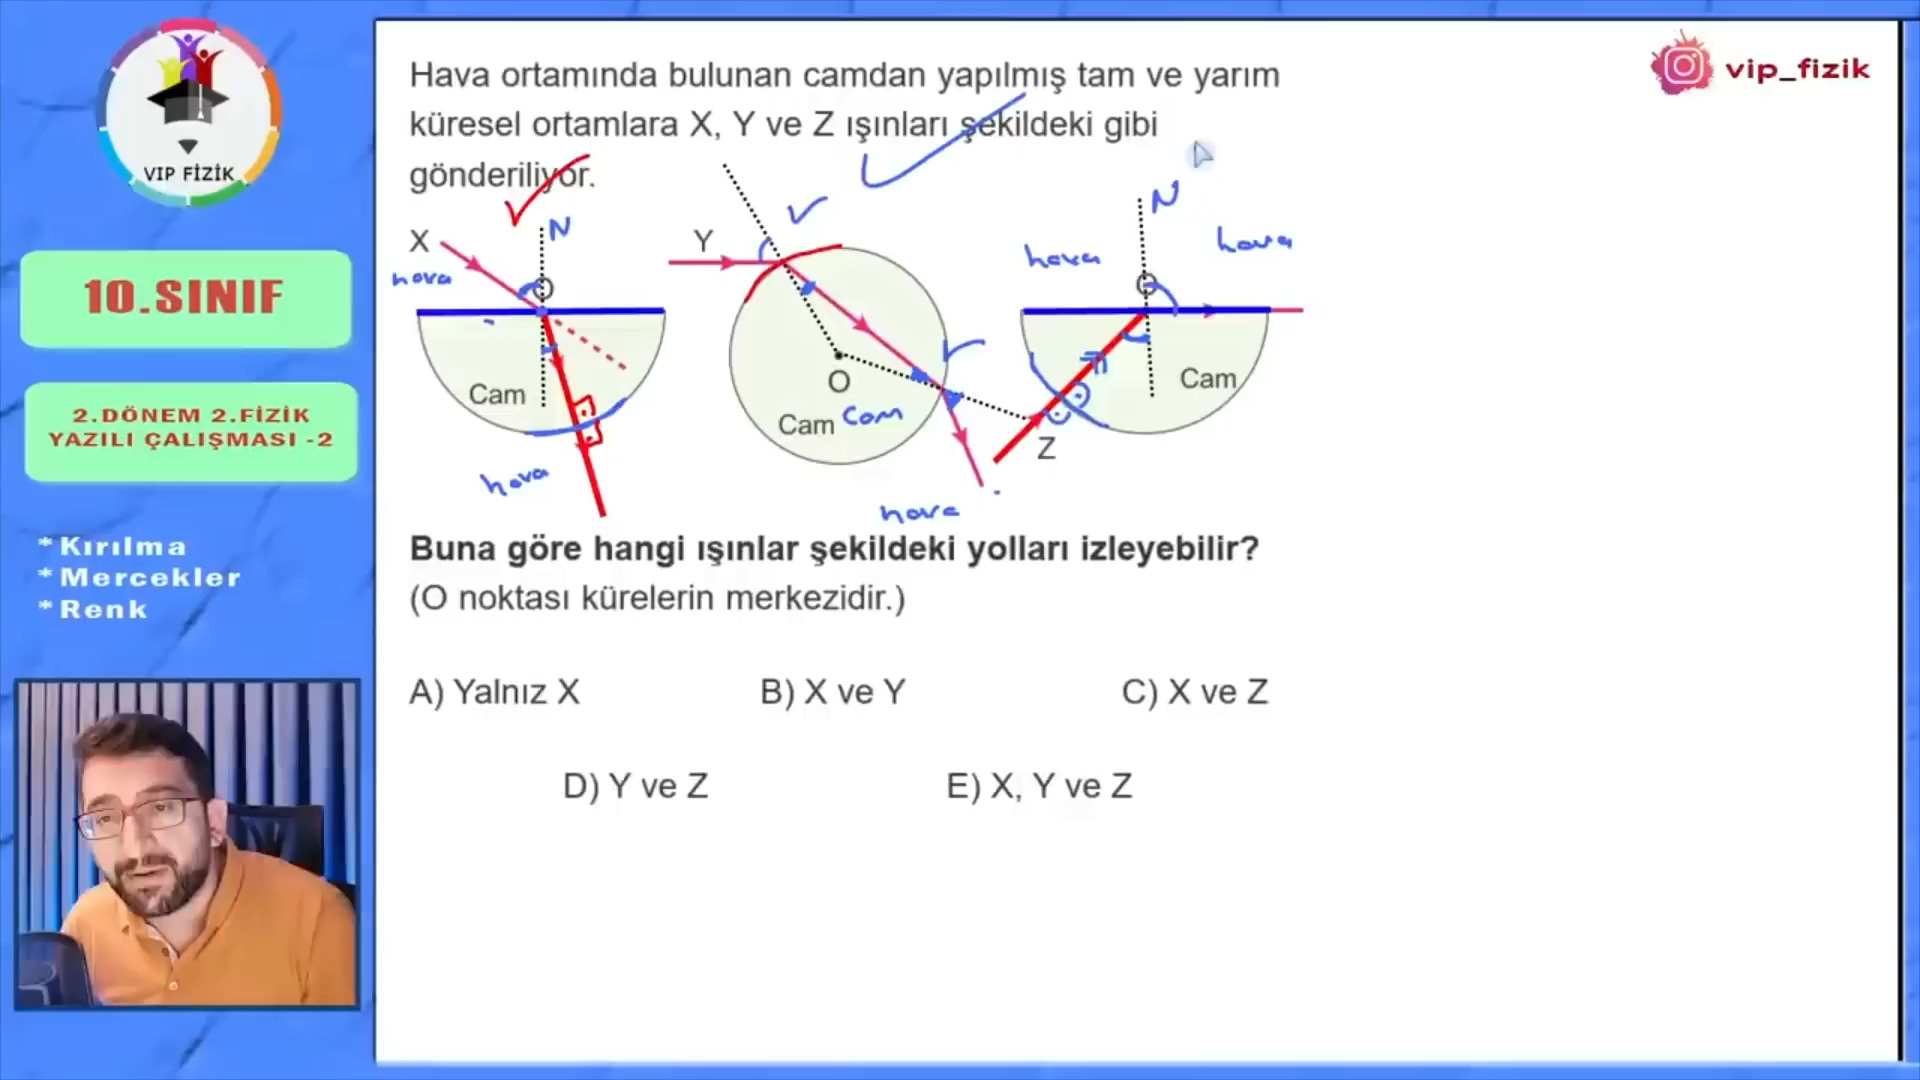 VIP FİZİK
10.SINIF
2.DÖNEM 2.FİZİK
YAZILI ÇALIŞMASI -2
* Kırılma
* Mercekler
* Renk
vip_fizik
Hava ortamında bulunan camdan yapılmış tam ve yarım
küresel ortamlara X, Y ve Z ışınları şekildeki gibi
gönderiliyor.
X
hava
N
O
Cam
hava
Y
O
Cam
Cam
hava
hava
N
hava
O
Cam
Z
Buna göre hangi ışınlar şekildeki yolları izleyebilir?
(O noktası kürelerin merkezidir.)
A) Yalnız X
B) X ve Y
C) X ve Z
D) Y ve Z
E) X, Y ve Z